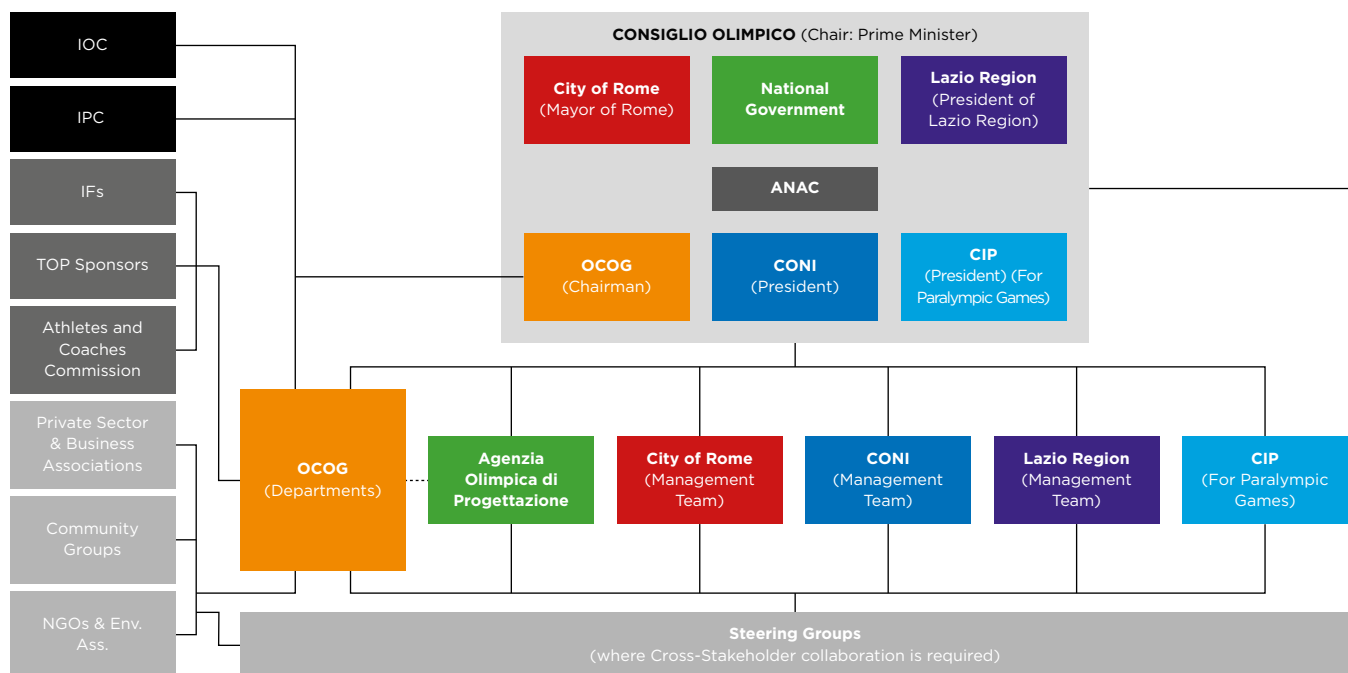 IOC
IPC
IFs
TOP Sponsors
Athletes and
Coaches
Commission
Private Sector
& Business
Associations
Community
Groups
NGOs & Env.
Ass.
CONSIGLIO OLIMPICO (Chair: Prime Minister)
City of Rome
(Mayor of Rome)
National
Government
Lazio Region
(President of
Lazio Region)
ANAC
OCOG
(Chairman)
CONI
(President)
CIP
(President) (For
Paralympic Games)
OCOG
(Departments)
Agenzia
Olimpica di
Progettazione
City of Rome
(Management
Team)
CONI
(Management
Team)
Lazio Region
(Management
Team)
CIP
(For Paralympic
Games)
Steering Groups
(where Cross-Stakeholder collaboration is required)